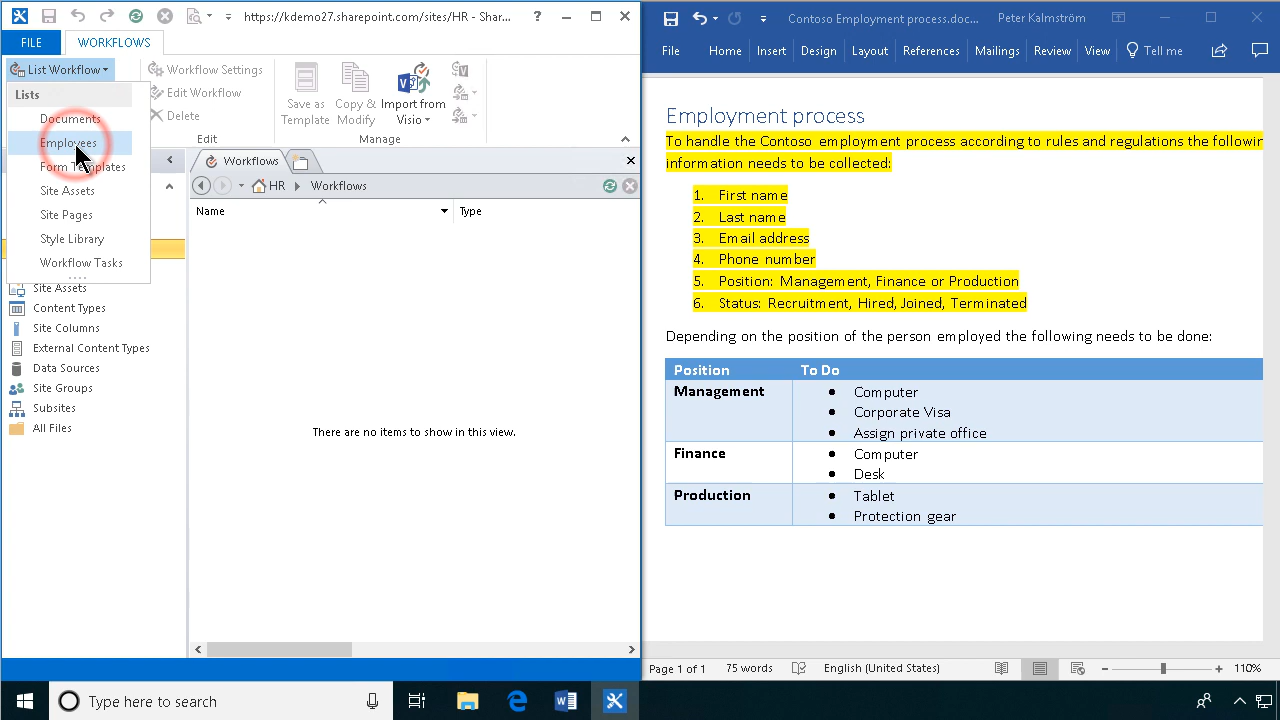 https://kdemo27.sharepoint.com/sites/HR - Shar...
FILE
WORKFLOWS
List Workflow
Workflow Settings
Edit Workflow
Delete
Edit
Save as Template
Copy & Modify
Import from Visio
Manage
Lists
Documents
Employees
Form Templates
Site Assets
Site Pages
Style Library
Workflow Tasks
Site Assets
Content Types
Site Columns
External Content Types
Data Sources
Site Groups
Subsites
All Files
Workflows
HR
Workflows
Name
Type
There are no items to show in this view.
Contoso Employment process.doc...
Peter Kalmström
File
Home
Insert
Design
Layout
References
Mailings
Review
View
Tell me
Employment process
To handle the Contoso employment process according to rules and regulations the followir
information needs to be collected:
1. First name
2. Last name
3. Email address
4. Phone number
5. Position: Management, Finance or Production
6. Status: Recruitment, Hired, Joined, Terminated
Depending on the position of the person employed the following needs to be done:
Position To Do
Management
• Computer
• Corporate Visa
• Assign private office
Finance
• Computer
• Desk
Production
• Tablet
• Protection gear
Page 1 of 1
75 words
English (United States)
110%
Type here to search